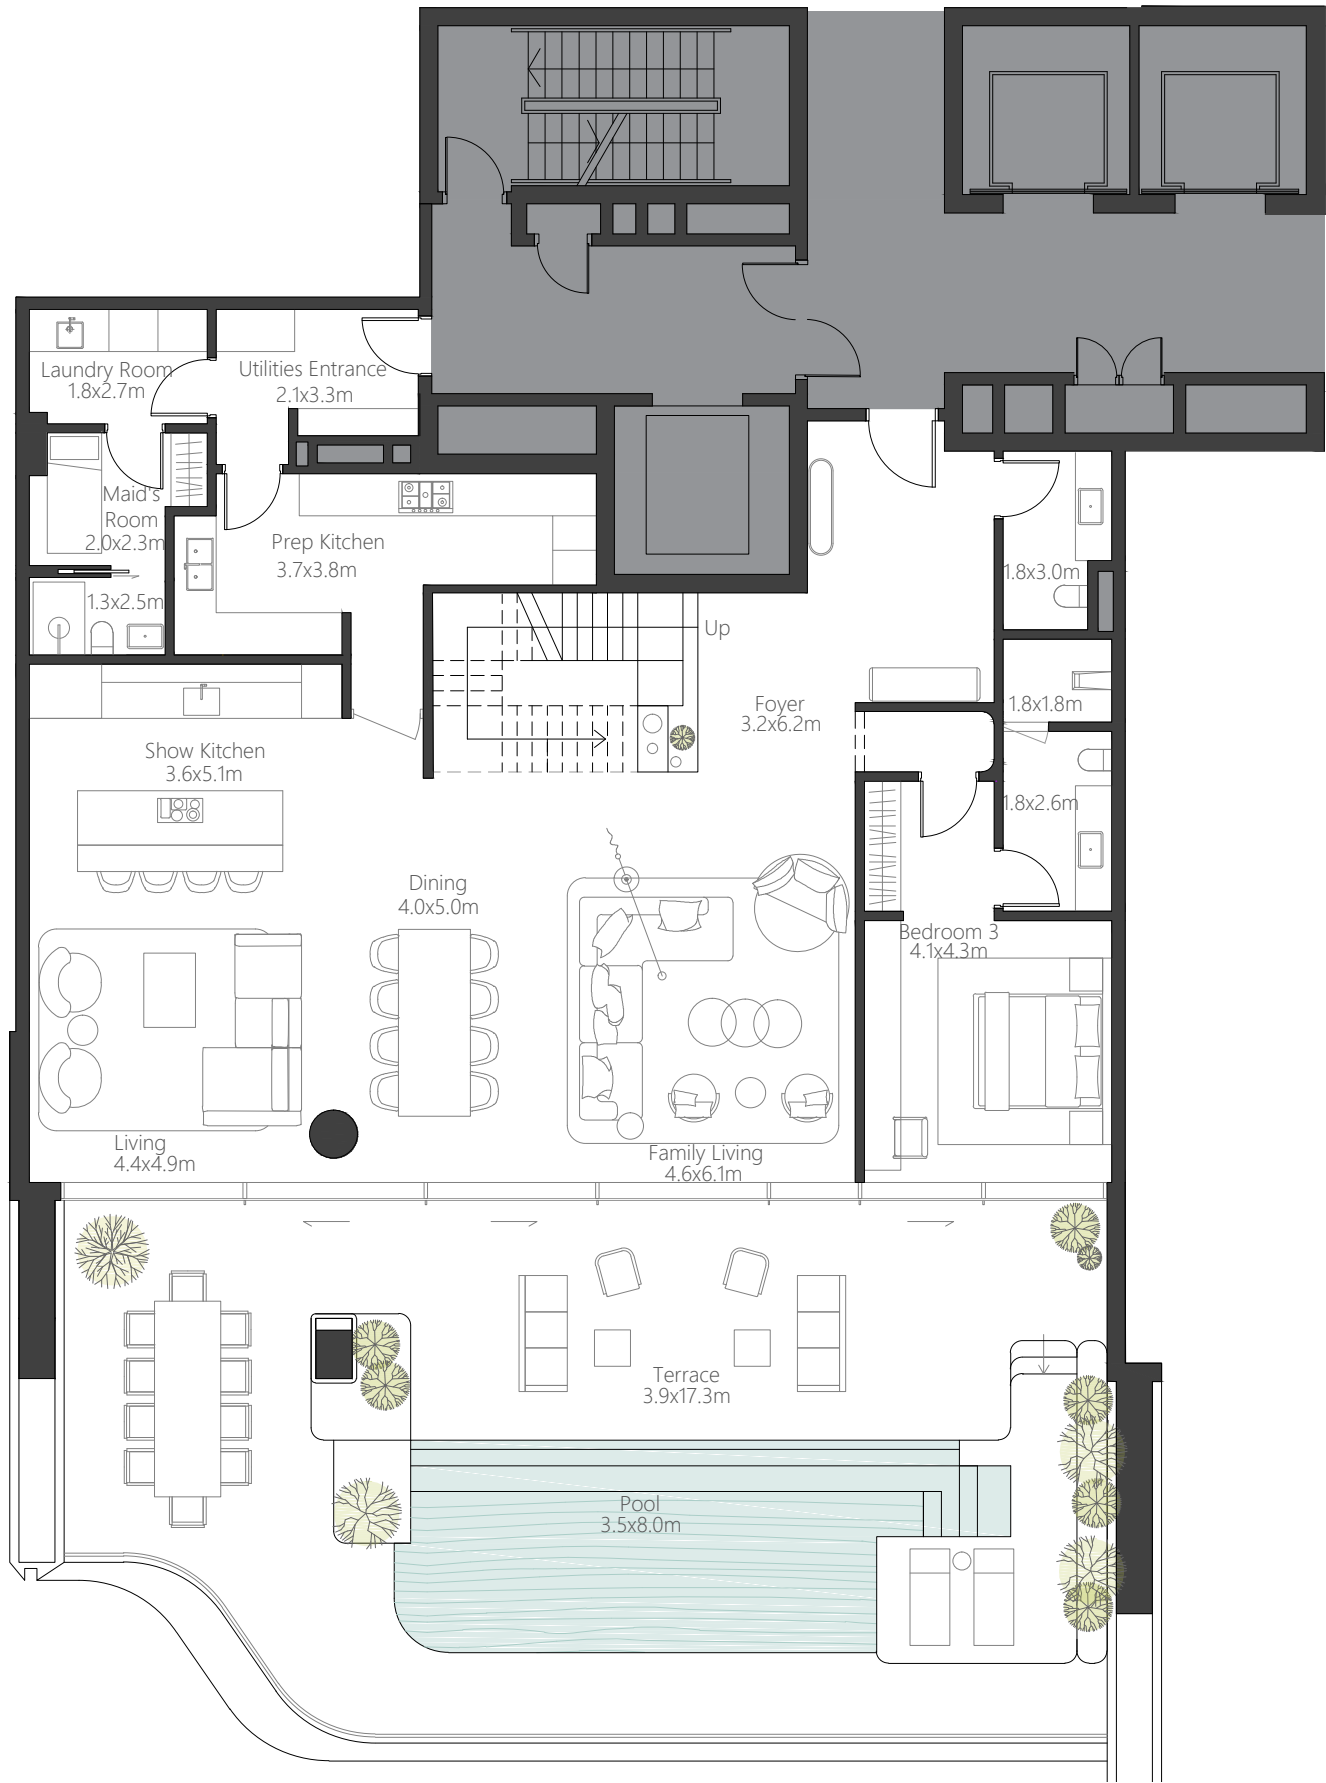 Laundry Room
1.8x2.7m
Utilities Entrance
2.1x3.3m
Maid's
Room
2.0x2.3m
Prep Kitchen
3.7x3.8m
1.8x3.0m
1.3x2.5m
Up
Foyer
3.2x6.2m
1.8x1.8m
Show Kitchen
3.6x5.1m
1.8x2.6m
Dining
4.0x5.0m
Bedroom 3
4.1x4.3m
Living
4.4x4.9m
Family Living
4.6x6.1m
Terrace
3.9x17.3m
Pool
3.5x8.0m